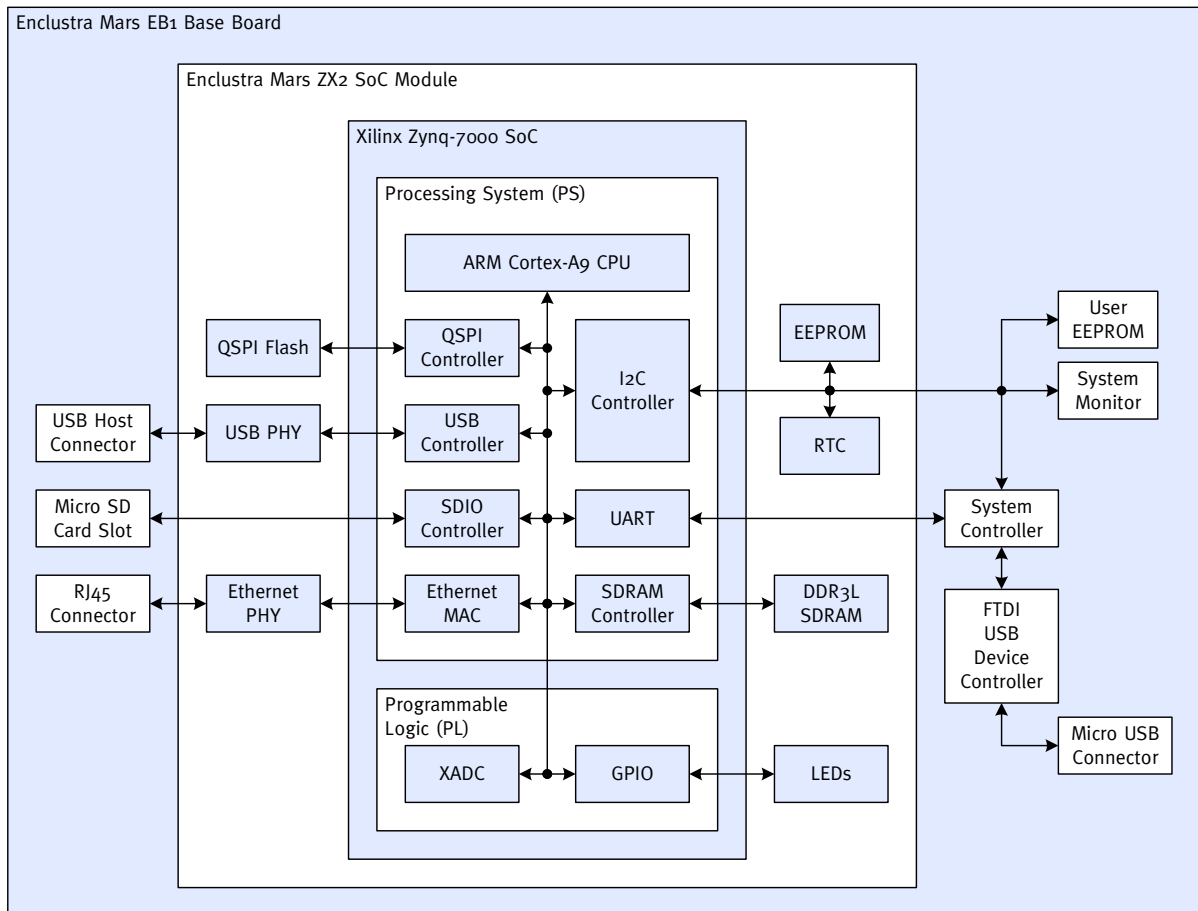 Enclustra Mars EB1 Base Board
Enclustra Mars ZX2 SoC Module
Xilinx Zynq-7000 SoC
Processing System (PS)
ARM Cortex-A9 CPU
QSPI Flash
QSPI
Controller
I2C
Controller
EEPROM
User
EEPROM
System
Monitor
USB Host
Connector
USB PHY
USB
Controller
RTC
Micro SD
Card Slot
SDIO
Controller
UART
System
Controller
RJ45
Connector
Ethernet
PHY
Ethernet
MAC
SDRAM
Controller
DDR3L
SDRAM
FTDI
USB
Device
Controller
Programmable
Logic (PL)
XADC
GPIO
LEDs
Micro USB
Connector